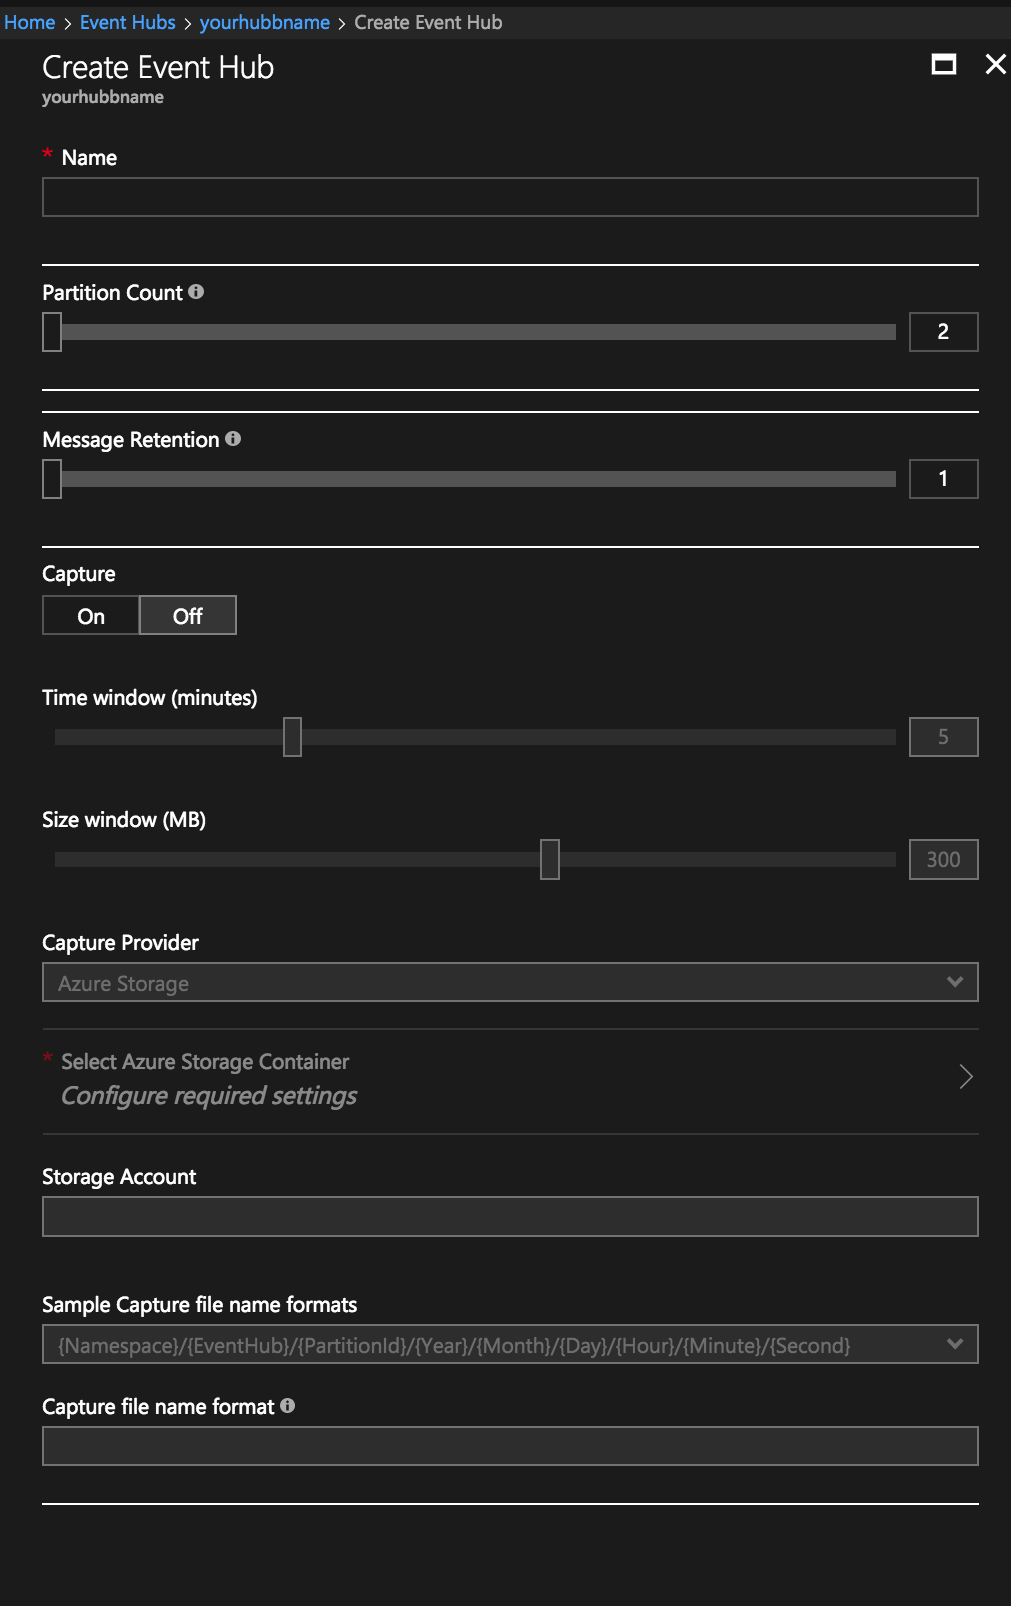 Home > Event Hubs > yourhubbname > Create Event Hub
Create Event Hub
yourhubbname
* Name
Partition Count
2
Message Retention
1
Capture
On Off
Time window (minutes)
5
Size window (MB)
300
Capture Provider
Azure Storage
* Select Azure Storage Container
Configure required settings
Storage Account
Sample Capture file name formats
{Namespace}/{EventHub}/{PartitionId}/{Year}/{Month}/{Day}/{Hour}/{Minute}/{Second}
Capture file name format